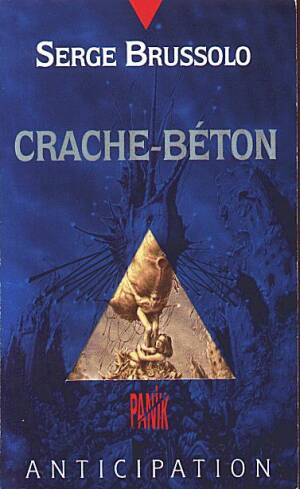 SERGE BRUSSOLO
CRACHE-BÉTON
PANIK
ANTICIPATION